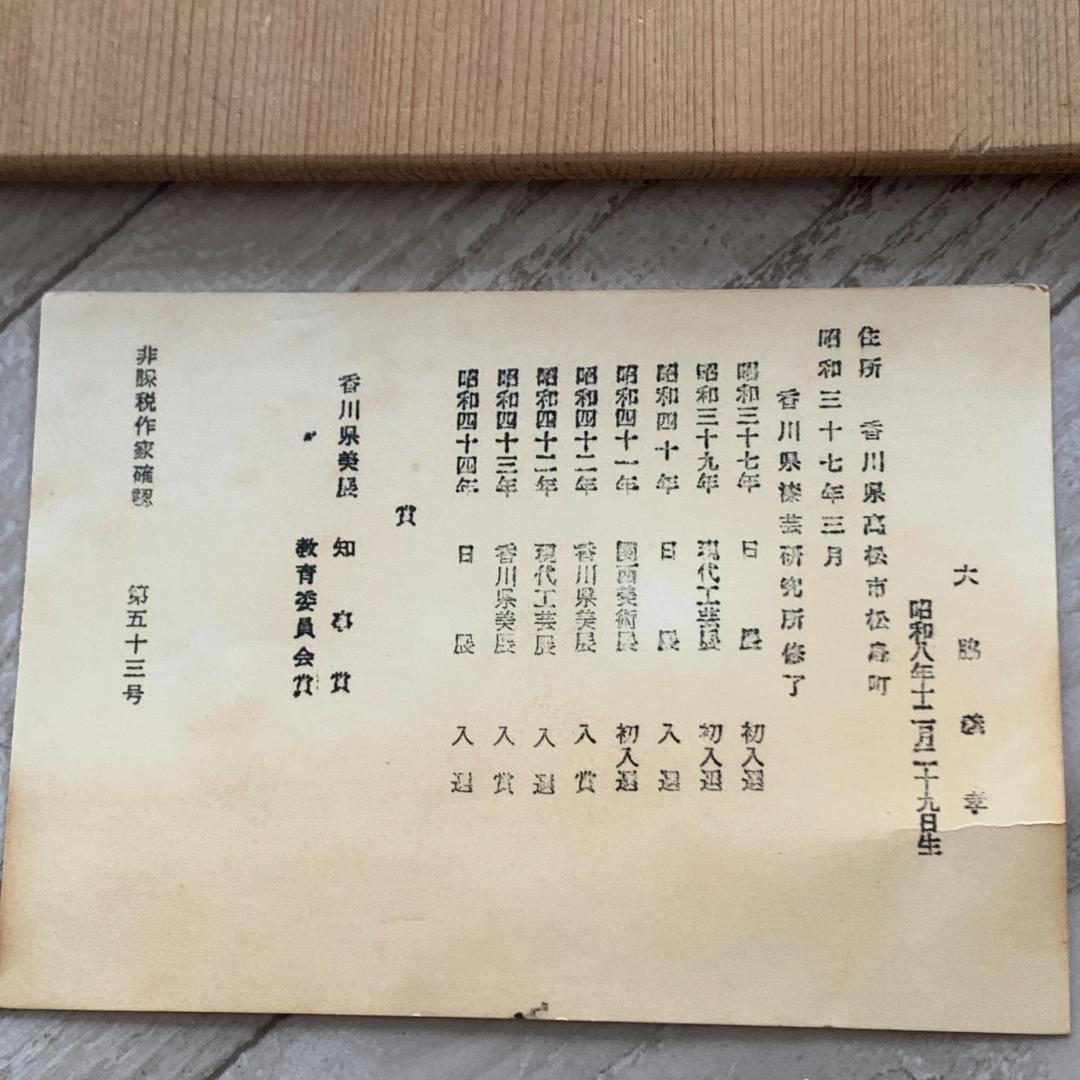 大脇義孝
昭和八年十二月二十九日生
住所 香川県高松市松島町
昭和三十七年三月
香川県漆芸研究所修了
昭和三十七年 日展 初入選
昭和三十九年 現代工芸展 初入選
昭和四十年 日展 入選
昭和四十一年 関西美術展 初入選
昭和四十二年 香川県美展 入賞
昭和四十二年 現代工芸展 入選
昭和四十三年 香川県美展 入賞
昭和四十四年 日展 入選
賞
香川県美展 知事賞
〃 教育委員会賞
非課税作家確認 第五十三号